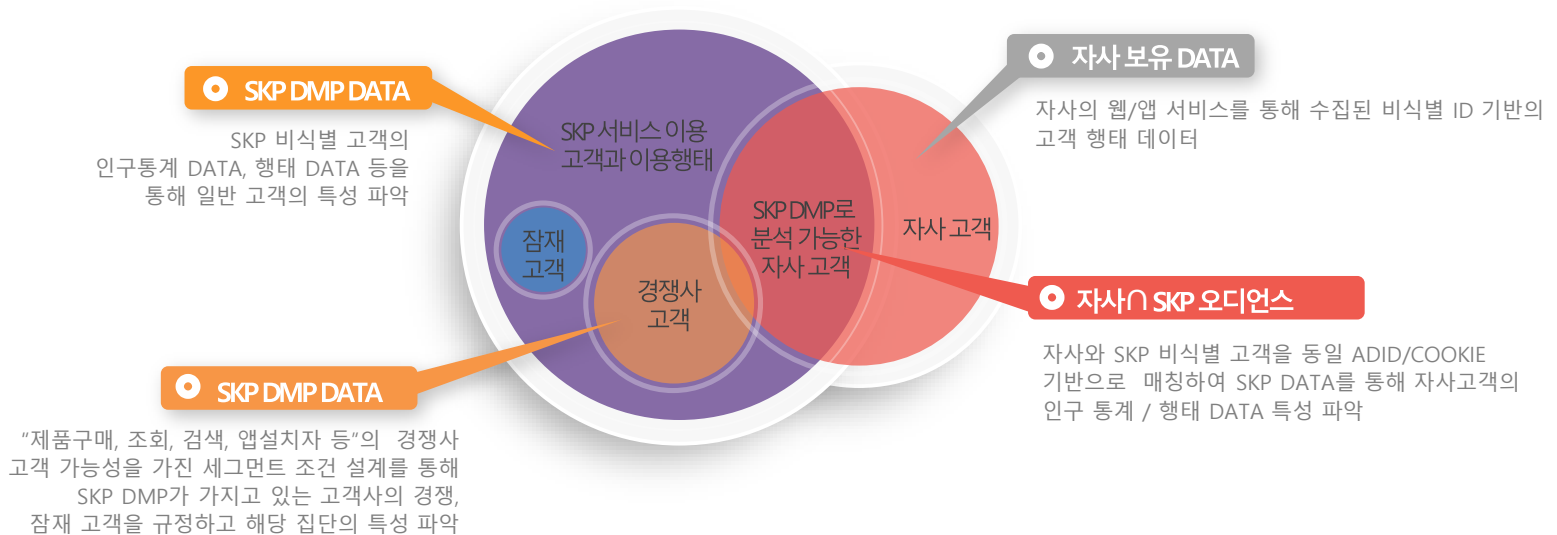 SKP DMP DATA
SKP 비식별 고객의
인구통계 DATA, 행태 DATA 등을
통해 일반 고객의 특성 파악
SKP 서비스 이용
고객과 이용행태
자사 보유 DATA
자사의 웹/앱 서비스를 통해 수집된 비식별 ID 기반의
고객 행태 데이터
잠재
고객
경쟁사
고객
SKP DMP로
분석 가능한
자사 고객
자사 고객
자사∩ SKP 오디언스
자사와 SKP 비식별 고객을 동일 ADID/COOKIE
기반으로 매칭하여 SKP DATA를 통해 자사고객의
인구 통계 / 행태 DATA 특성 파악
SKP DMP DATA
"제품구매, 조회, 검색, 앱설치자 등"의 경쟁사
고객 가능성을 가진 세그먼트 조건 설계를 통해
SKP DMP가 가지고 있는 고객사의 경쟁,
잠재 고객을 규정하고 해당 집단의 특성 파악